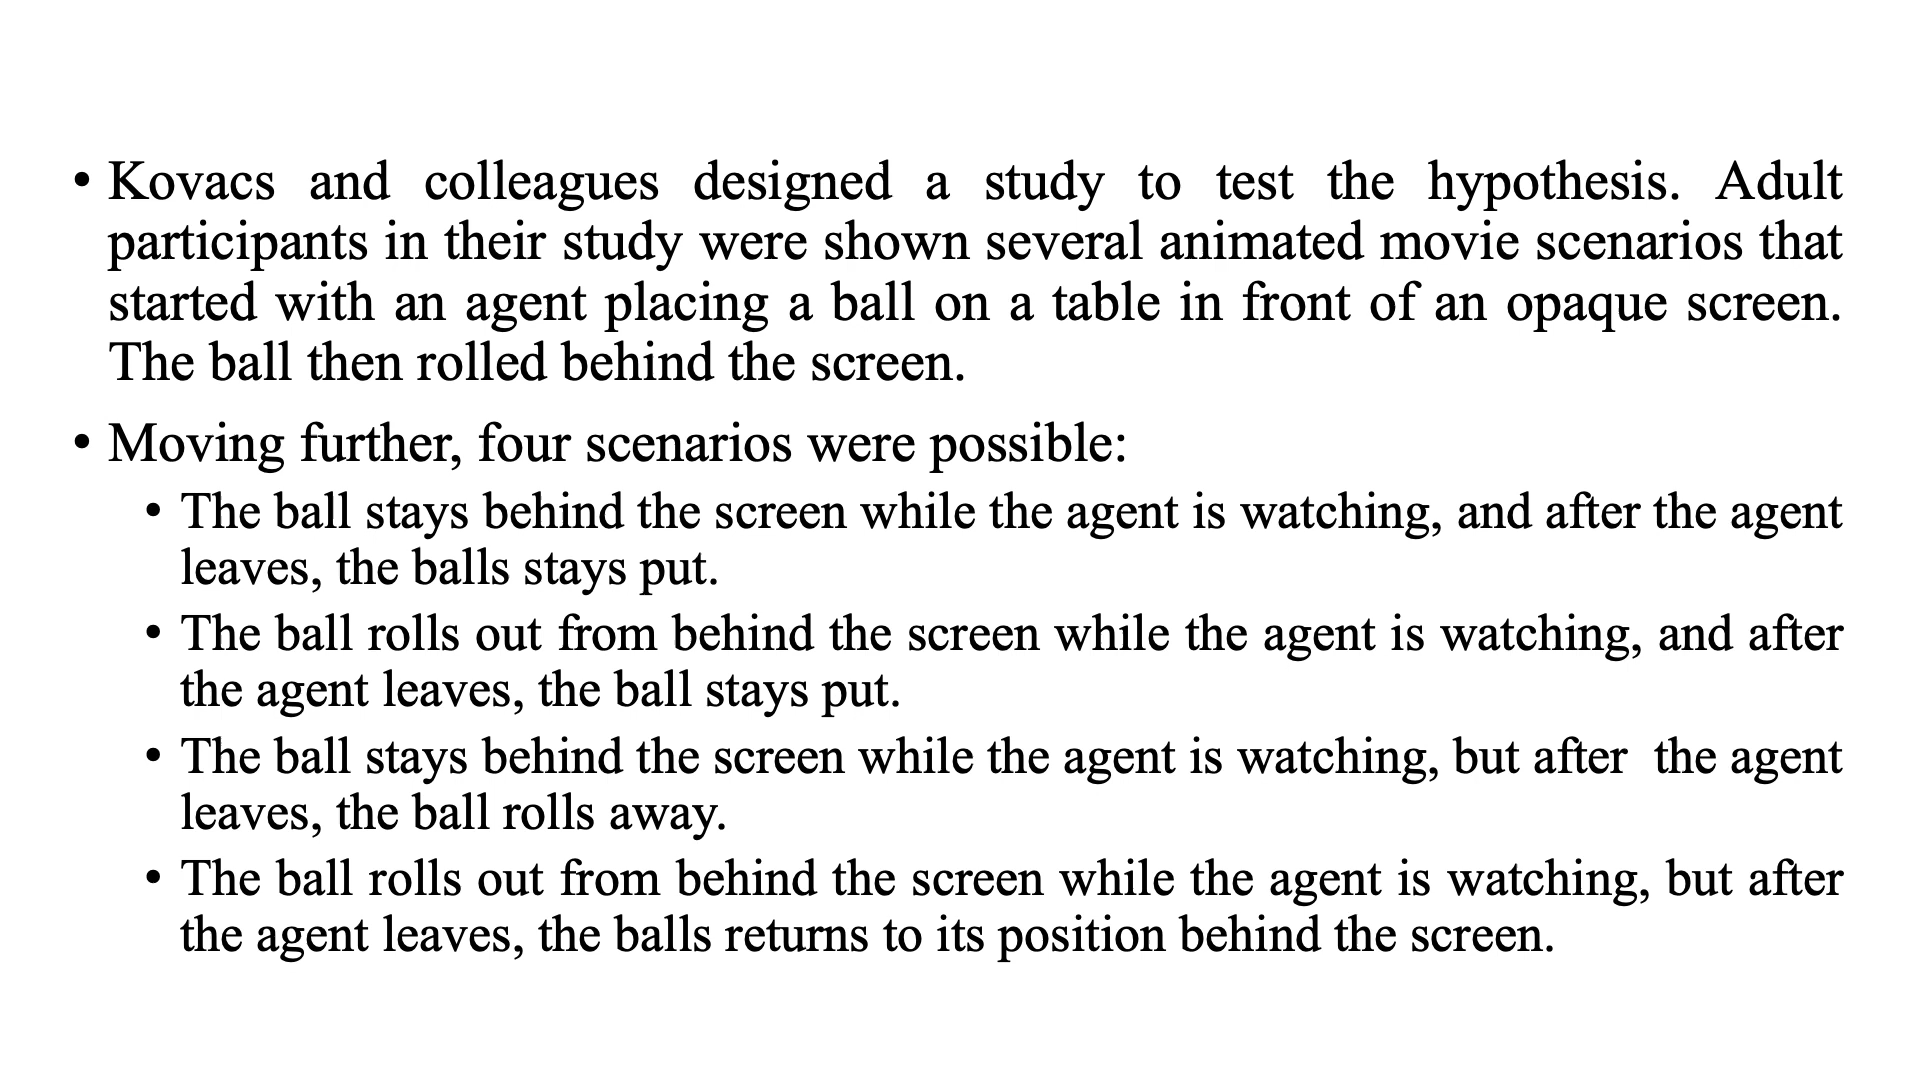 • Kovacs and colleagues designed a study to test the hypothesis. Adult
participants in their study were shown several animated movie scenarios that
started with an agent placing a ball on a table in front of an opaque screen.
The ball then rolled behind the screen.
• Moving further, four scenarios were possible:
• The ball stays behind the screen while the agent is watching, and after the agent
leaves, the balls stays put.
• The ball rolls out from behind the screen while the agent is watching, and after
the agent leaves, the ball stays put.
• The ball stays behind the screen while the agent is watching, but after  the agent
leaves, the ball rolls away.
• The ball rolls out from behind the screen while the agent is watching, but after
the agent leaves, the balls returns to its position behind the screen.